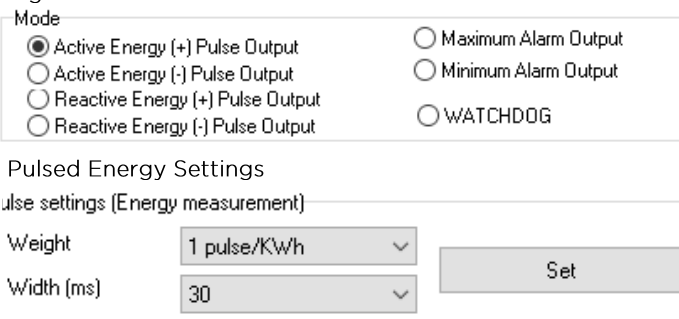 Mode
Active Energy (+) Pulse Output
Active Energy (-) Pulse Output
Reactive Energy (+) Pulse Output
Reactive Energy (-) Pulse Output
Maximum Alarm Output
Minimum Alarm Output
WATCHDOG
Pulsed Energy Settings
ulse settings (Energy measurement)
Weight
1 pulse/KWh
Width (ms)
30
Set